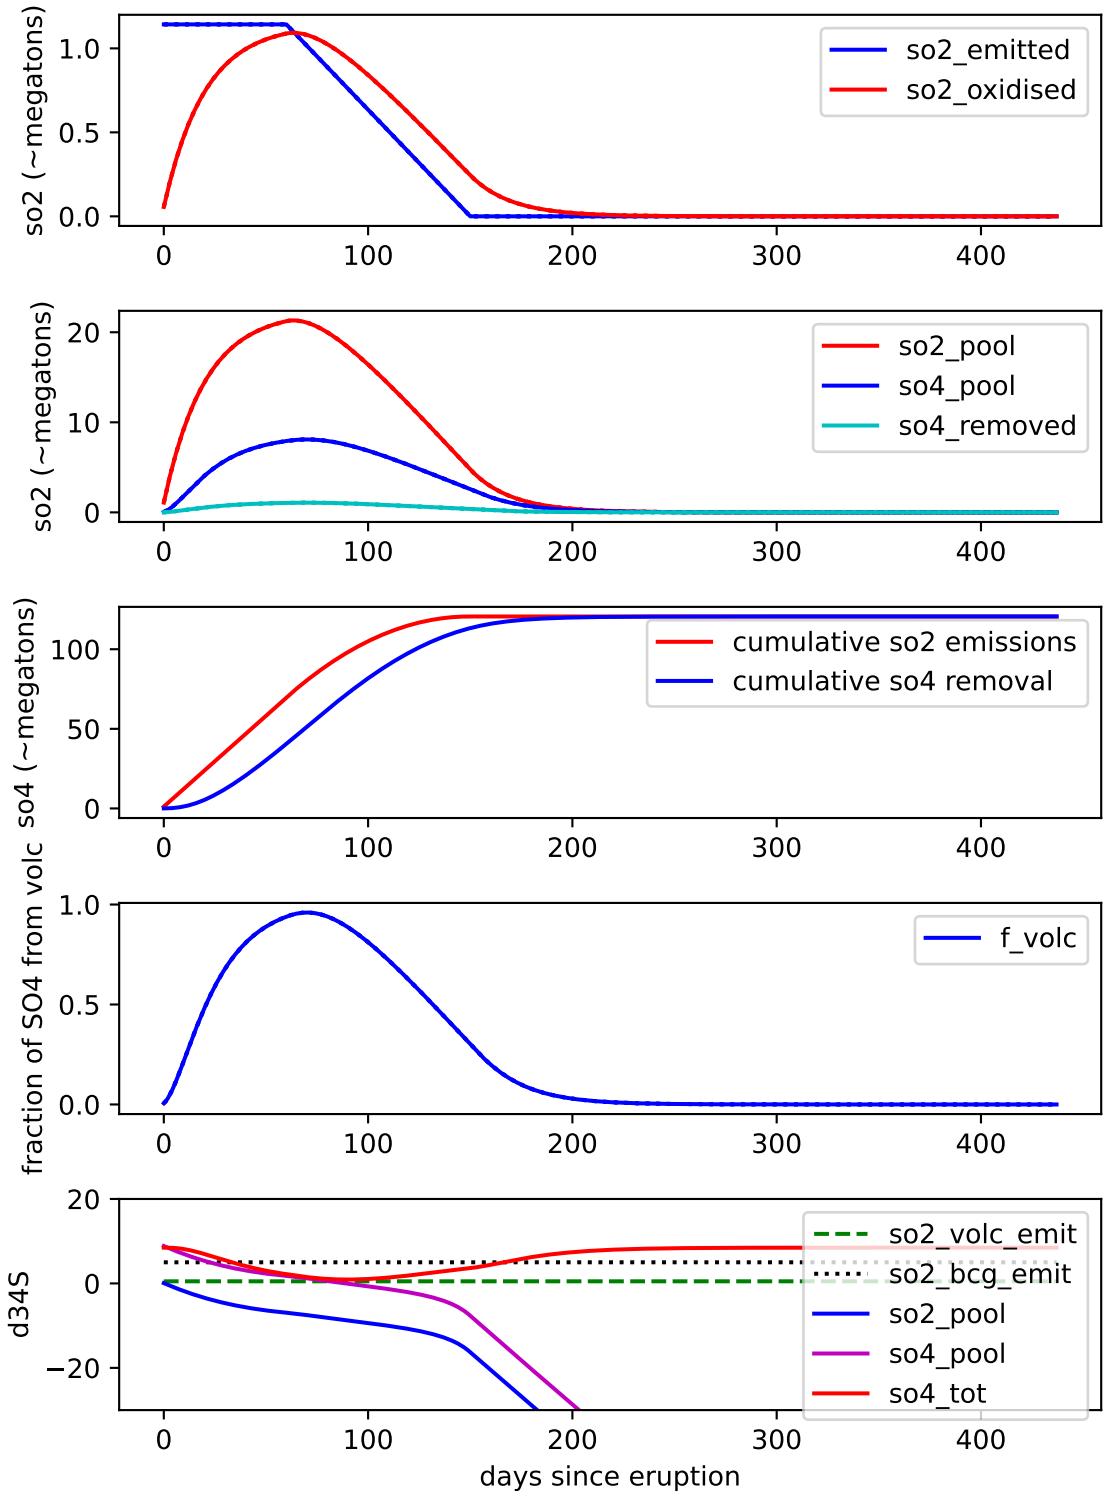 so2 (~megatons)
1.0
0.5
0.0
so2_emitted
so2_oxidised
0 100 200 300 400
so2 (~megatons)
20
10
0
so2_pool
so4_pool
so4_removed
0 100 200 300 400
so4 (~megatons)
100
50
0
cumulative so2 emissions
cumulative so4 removal
0 100 200 300 400
fraction of SO4 from volc
1.0
0.5
0.0
f_volc
0 100 200 300 400
d34S
20
0
−20
so2_volc_emit
so2_bcg_emit
so2_pool
so4_pool
so4_tot
0 100 200 300 400
days since eruption